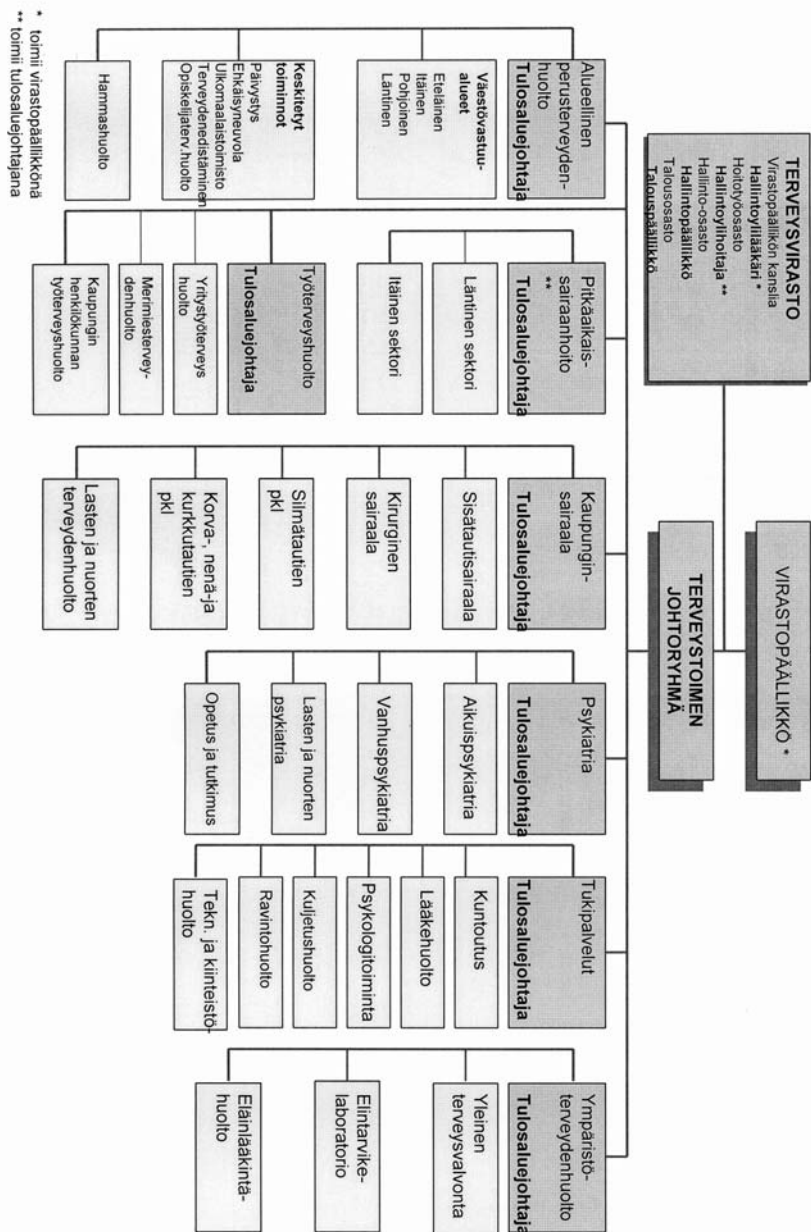 VIRASTOPÄÄLLIKKÖ *
TERVEYSVIRASTO
Virastopäällikön kanslia
Hallintoylilääkäri *
Hoitotyöosasto
Hallintoylihoitaja **
Hallinto-osasto
Hallintopäällikkö
Talousosasto
Talouspäällikkö
TERVEYSTOIMEN
JOHTORYHMÄ
Alueellinen
perusterveyden-
huolto
Tulosaluejohtaja
Väestövastuu-
alueet
Eteläinen
Itäinen
Pohjoinen
Läntinen
Keskitetyt
toiminnot
Päivystys
Ehkäisyneuvola
Ulkomaalaistoimisto
Terveydenedistäminen
Opiskelijaterv.huolto
Hammashuolto
Pitkäaikais-
sairaanhoito
**
Tulosaluejohtaja
Läntinen sektori
Itäinen sektori
Työterveyshuolto
Tulosaluejohtaja
Yritystyöterveys
huolto
Merimiestervey-
denhuolto
Kaupungin
henkilökunnan
työterveyshuolto
Kaupungin-
sairaala
Tulosaluejohtaja
Sisätautisairaala
Kirurginen
sairaala
Silmätautien
pkl
Korva-, nenä-ja
kurkkutautien
pkl
Lasten ja nuorten
terveydenhuolto
Psykiatria
Tulosaluejohtaja
Aikuispsykiatria
Vanhuspsykiatria
Lasten ja nuorten
psykiatria
Opetus ja tutkimus
Tukipalvelut
Tulosaluejohtaja
Kuntoutus
Lääkehuolto
Psykologitoiminta
Kuljetushuolto
Ravintohuolto
Tekn. ja kiinteistö-
huolto
Ympäristö-
terveydenhuolto
Tulosaluejohtaja
Yleinen
terveysvalvonta
Elintarvike-
laboratorio
Eläinlääkintä-
huolto
* toimii virastopäällikkönä
** toimii tulosaluejohtajana